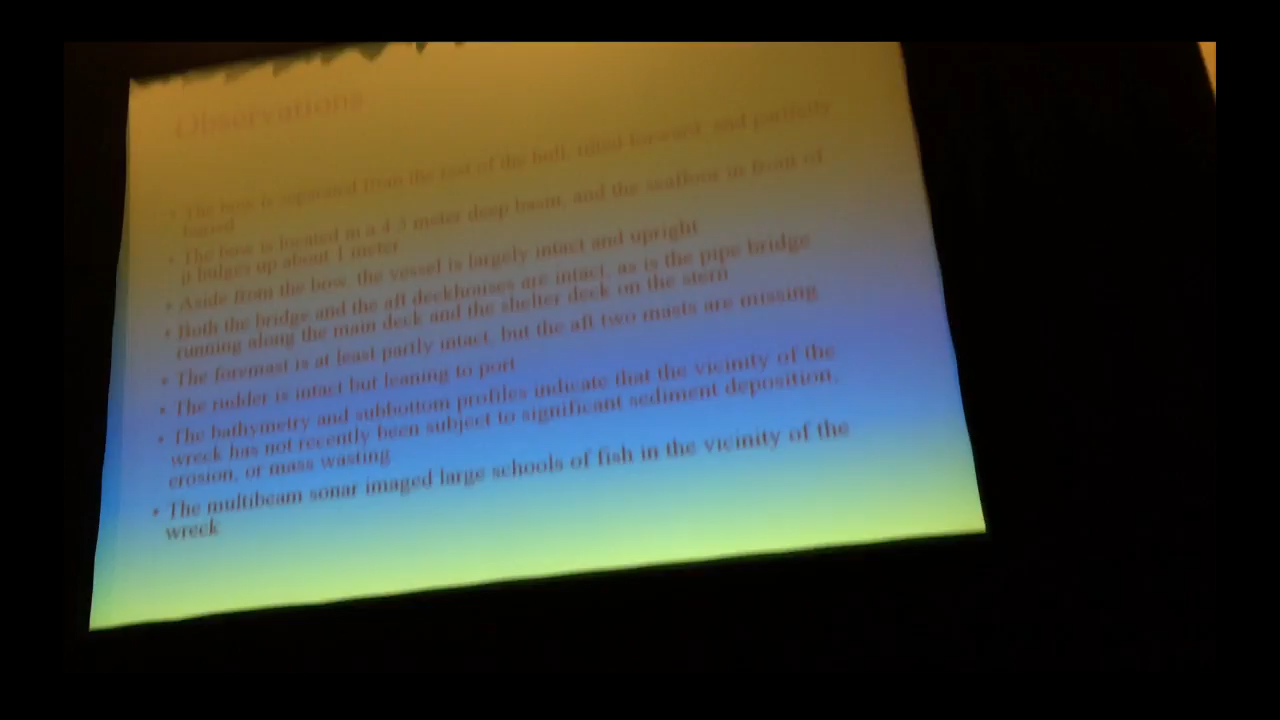 Observations
• The bow is separated from the rest of the hull, tilted forward, and partially
buried
• The bow is located in a 4.5 meter deep basin, and the seafloor in front of
it bulges up about 1 meter
• Aside from the bow, the vessel is largely intact and upright
• Both the bridge and the aft deckhouses are intact, as is the pipe bridge
running along the main deck and the shelter deck on the stern
• The foremast is at least partly intact, but the aft two masts are missing
• The rudder is intact but leaning to port
• The bathymetry and subbottom profiles indicate that the vicinity of the
wreck has not recently been subject to significant sediment deposition,
erosion, or mass wasting
• The multibeam sonar imaged large schools of fish in the vicinity of the
wreck